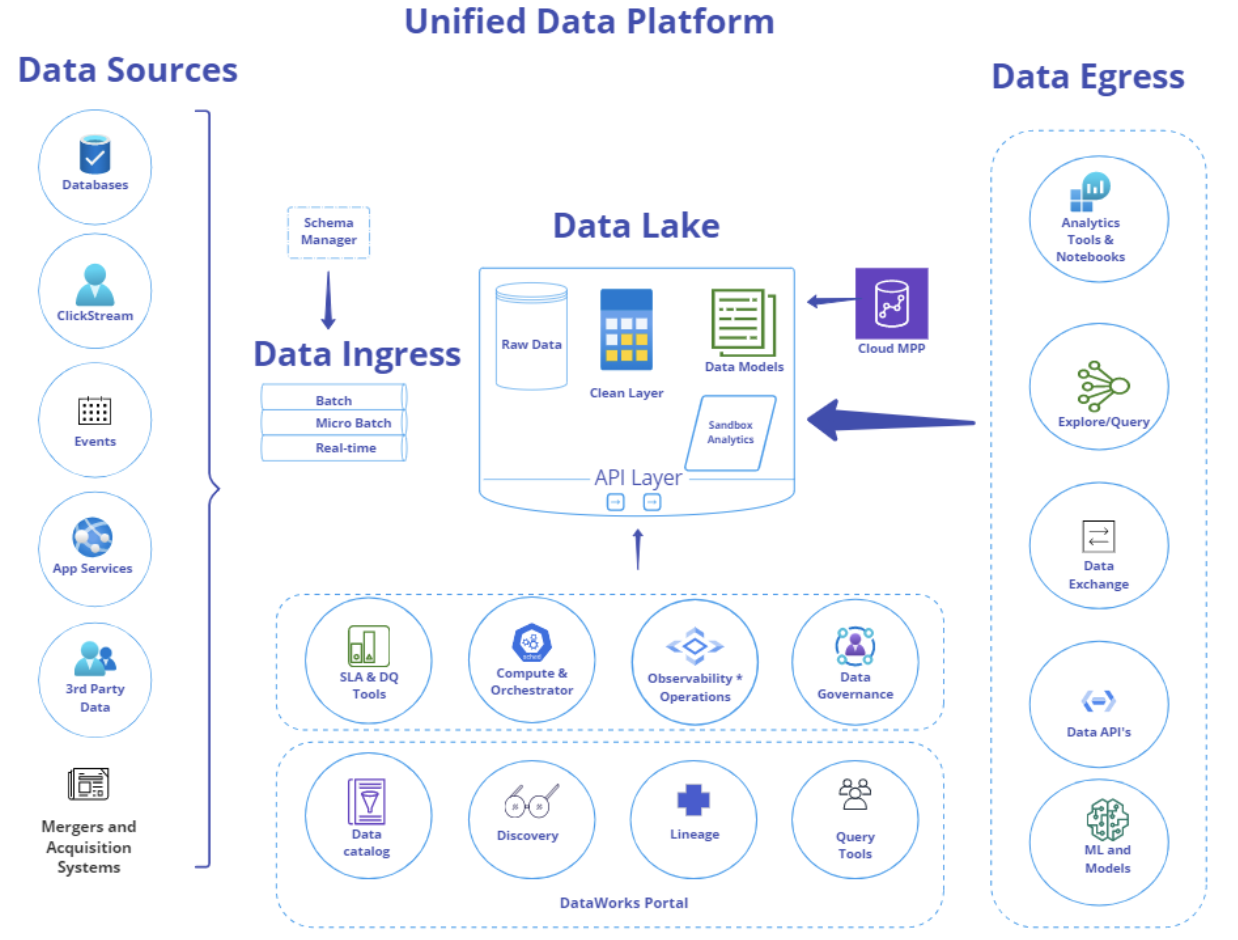 Unified Data Platform
Data Sources
Databases
ClickStream
Events
App Services
3rd Party
Data
Mergers and
Acquisition
Systems
Schema
Manager
Data Ingress
Batch
Micro Batch
Real-time
Data Lake
Raw Data
Clean Layer
Data Models
Sandbox
Analytics
API Layer
Cloud MPP
SLA & DQ
Tools
Compute &
Orchestrator
Observability *
Operations
Data
Governance
Data
catalog
Discovery
Lineage
Query
Tools
DataWorks Portal
Data Egress
Analytics
Tools &
Notebooks
Explore/Query
Data
Exchange
Data API's
ML and
Models